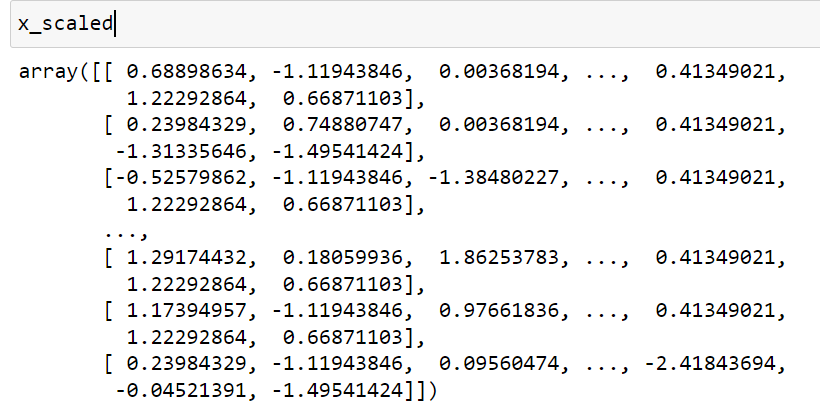 x_scaled
array([[ 0.68898634, -1.11943846,  0.00368194, ...,  0.41349021,
         1.22292864,  0.66871103],
       [ 0.23984329,  0.74880747,  0.00368194, ...,  0.41349021,
        -1.31335646, -1.49541424],
       [-0.52579862, -1.11943846, -1.38480227, ...,  0.41349021,
         1.22292864,  0.66871103],
       ...,
       [ 1.29174432,  0.18059936,  1.86253783, ...,  0.41349021,
         1.22292864,  0.66871103],
       [ 1.17394957, -1.11943846,  0.97661836, ...,  0.41349021,
         1.22292864,  0.66871103],
       [ 0.23984329, -1.11943846,  0.09560474, ..., -2.41843694,
        -0.04521391, -1.49541424]])